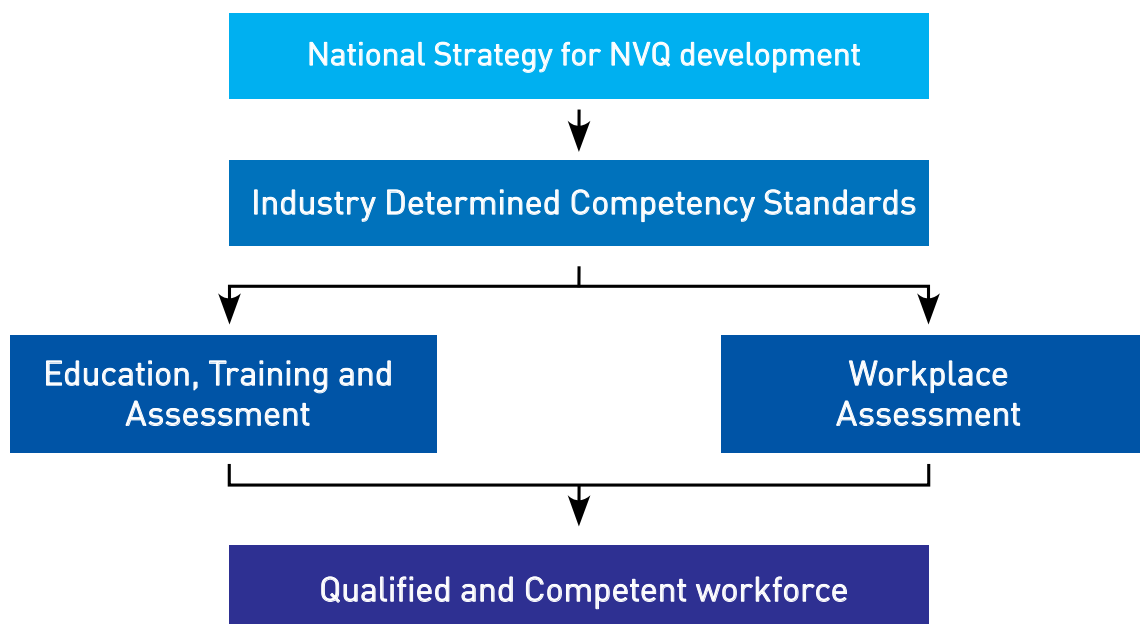 National Strategy for NVQ development
Industry Determined Competency Standards
Education, Training and
Assessment
Workplace
Assessment
Qualified and Competent workforce